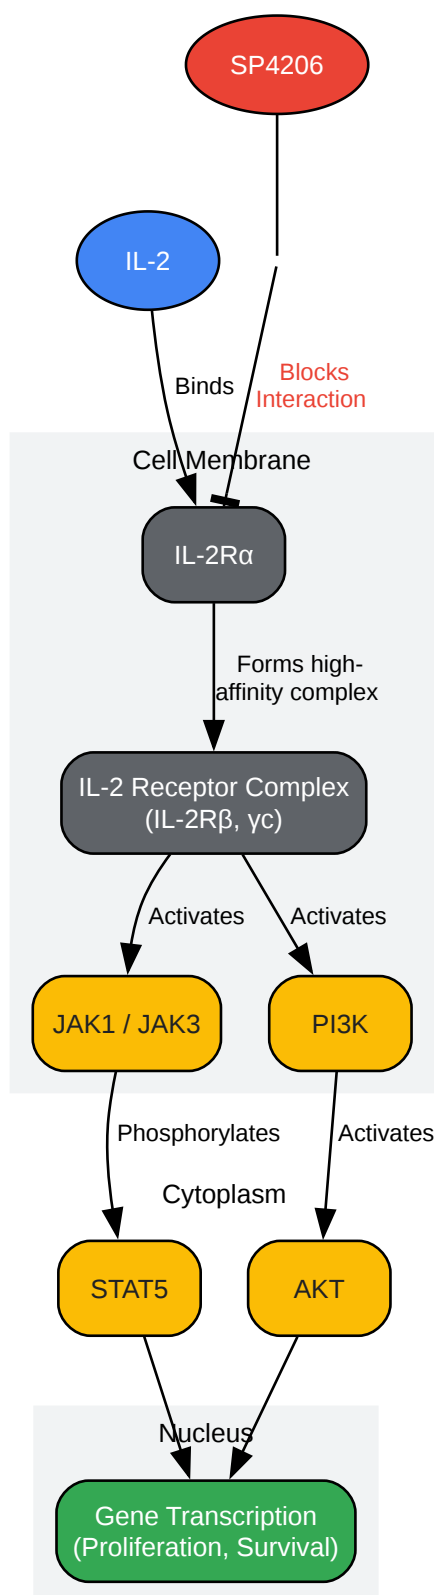 SP4206
IL-2
Binds
Blocks
Interaction
Cell Membrane
IL-2Rα
Forms high-
affinity complex
IL-2 Receptor Complex
(IL-2Rβ, γc)
Activates
Activates
JAK1 / JAK3
PI3K
Phosphorylates
Activates
Cytoplasm
STAT5
AKT
Nucleus
Gene Transcription
(Proliferation, Survival)